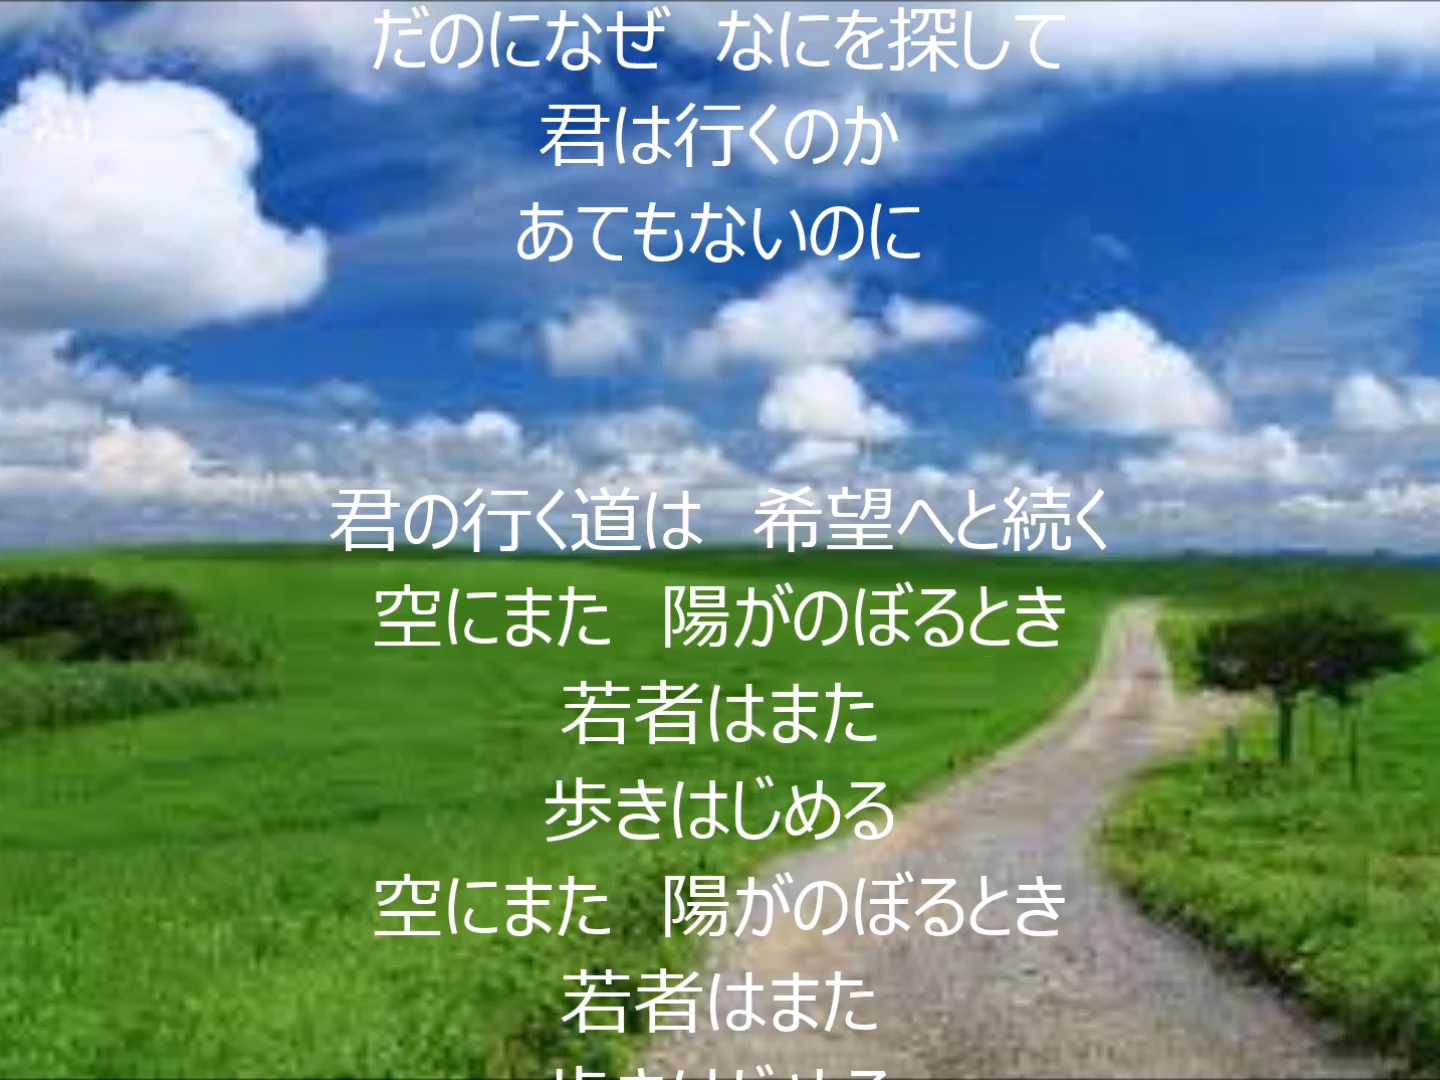 だのになぜ　なにを探して
君は行くのか
あてもないのに
君の行く道は　希望へと続く
空にまた　陽がのぼるとき
若者はまた
歩きはじめる
空にまた　陽がのぼるとき
若者はまた